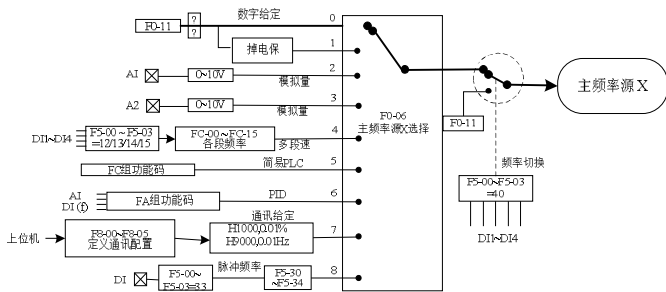 数字给定
0
F0-11
?
?
掉电保
1
AI
0~10V
2
模拟量
A2
0~10V
3
模拟量
DI1~DI4
F5-00~F5-03
=12/13/14/15
FC-00~FC-15
各段频率
4
多段速
FC组功能码
简易PLC
5
AI
DI(f)
FA组功能码
PID
6
通讯给定
上位机
F8-00~F8-05
定义通讯配置
H1000,0.01%
H9000,0.01Hz
7
脉冲频率
DI
F5-00~
F5-03=33
F5-30
~F5-34
8
F0-06
主频率源X选择
F0-11
主频率源X
频率切换
F5-00~F5-03
=40
DI1~DI4